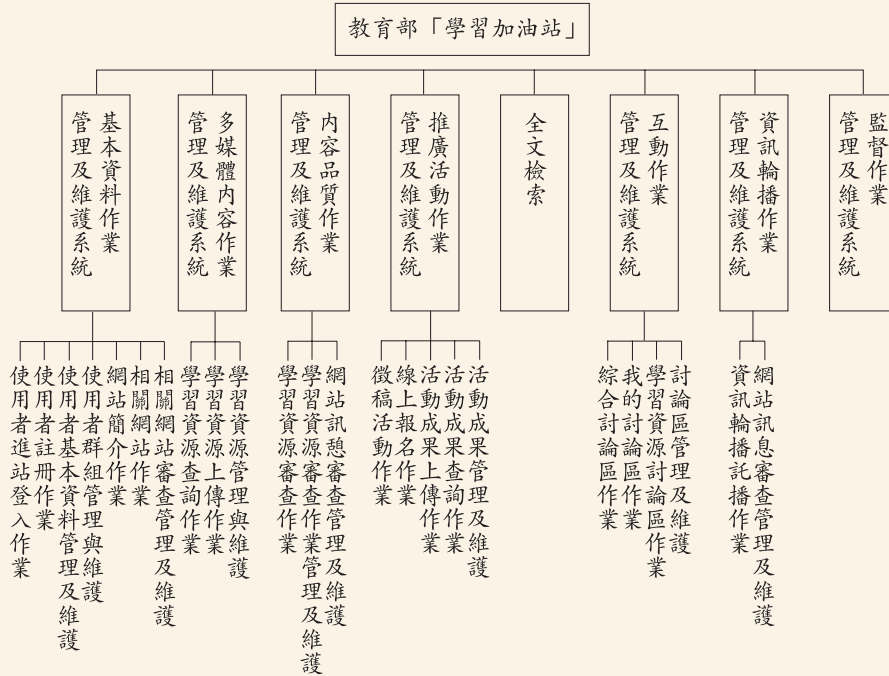 教育部「學習加油站」
基本資料作業
管理及維護系統
多媒體內容作業
管理及維護系統
內容品質作業
管理及維護系統
推廣活動作業
管理及維護系統
全文檢索
互動作業
管理及維護系統
資訊輪播作業
管理及維護系統
監督作業
管理及維護系統
使用者進站登入作業
使用者註冊作業
使用者基本資料管理及維護
使用者群組管理與維護
網站簡介作業
相關網站作業
相關網站審查管理及維護
學習資源查詢作業
學習資源上傳作業
學習資源管理與維護
學習資源審查作業
學習資源審查作業管理及維護
網站訊憩審查管理及維護
徵稿活動作業
線上報名作業
活動成果上傳作業
活動成果查詢作業
活動成果管理及維護
綜合討論區作業
我的討論區作業
學習資源討論區作業
討論區管理及維護
資訊輪播託播作業
網站訊息審查管理及維護